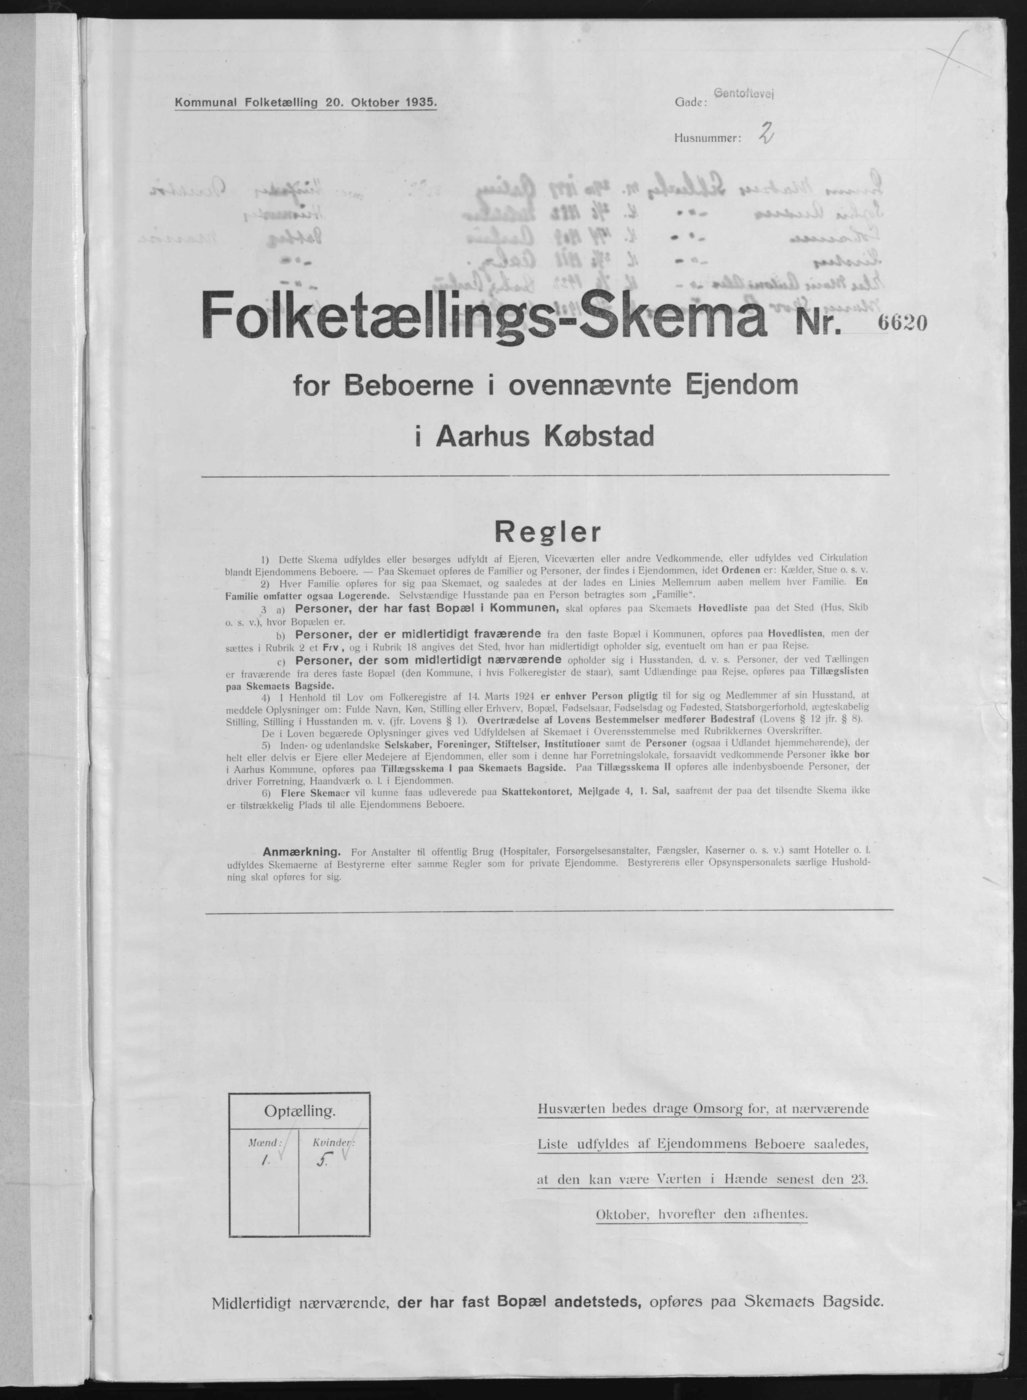 Kommunal Folketælling 20. Oktober 1935.
Gade: Gentoftevej
Husnummer: 2
Folketællings-Skema Nr. 6620
for Beboerne i ovennævnte Ejendom
i Aarhus Købstad
Regler
1) Dette Skema udfyldes eller besørges udfyldt af Ejeren, Viceværten eller andre Vedkommende, eller udfyldes ved Cirkulation
blandt Ejendommens Beboere. — Paa Skemaet opføres de Familier og Personer, der findes i Ejendommen, idet Ordenen er: Kælder, Stue o. s. v.
2) Hver Familie opføres for sig paa Skemaet, og saaledes at der lades en Linies Mellemrum aaben mellem hver Familie. En
Familie omfatter ogsaa Logerende. Selvstændige Husstande paa en Person betragtes som „Familie“.
3 a) Personer, der har fast Bopæl i Kommunen, skal opføres paa Skemaets Hovedliste paa det Sted (Hus, Skib
o. s. v.), hvor Bopælen er.
b) Personer, der er midlertidigt fraværende fra den faste Bopæl i Kommunen, opføres paa Hovedlisten, men der
sættes i Rubrik 2 et Frv, og i Rubrik 18 angives det Sted, hvor han midlertidigt opholder sig, eventuelt om han er paa Rejse.
c) Personer, der som midlertidigt nærværende opholder sig i Husstanden, d. v. s. Personer, der ved Tællingen
er fraværende fra deres faste Bopæl (den Kommune, i hvis Folkeregister de staar), samt Udlændinge paa Rejse, opføres paa Tillægslisten
paa Skemaets Bagside.
4) I Henhold til Lov om Folkeregistre af 14. Marts 1924 er enhver Person pligtig til for sig og Medlemmer af sin Husstand, at
meddele Oplysninger om: Fulde Navn, Køn, Stilling eller Erhverv, Bopæl, Fødselsaar, Fødselsdag og Fødested, Statsborgerforhold, ægteskabelig
Stilling, Stilling i Husstanden m. v. (jfr. Lovens § 1). Overtrædelse af Lovens Bestemmelser medfører Bødestraf (Lovens § 12 jfr. § 8).
De i Loven begærede Oplysninger gives ved Udfyldelsen af Skemaet i Overensstemmelse med Rubrikkernes Overskrifter.
5) Inden- og udenlandske Selskaber, Foreninger, Stiftelser, Institutioner samt de Personer (ogsaa i Udlandet hjemmehørende), der
helt eller delvis er Ejere eller Medejere af Ejendommen, eller som i denne har Forretningslokale, forsaavidt vedkommende Personer ikke bor
i Aarhus Kommune, opføres paa Tillægsskema I paa Skemaets Bagside. Paa Tillægsskema II opføres alle indenbysboende Personer, der
driver Forretning, Haandværk o. l. i Ejendommen.
6) Flere Skemaer vil kunne faas udleverede paa Skattekontoret, Mejlgade 4, 1. Sal, saafremt der paa det tilsendte Skema ikke
er tilstrækkelig Plads til alle Ejendommens Beboere.
Anmærkning. For Anstalter til offentlig Brug (Hospitaler, Forsørgelsesanstalter, Fængsler, Kaserner o. s. v.) samt Hoteller o. l.
udfyldes Skemaerne af Bestyrerne efter samme Regler som for private Ejendomme. Bestyrerens eller Opsynspersonalets særlige Hushold-
ning skal opføres for sig.
Optælling.
Mænd: Kvinder:
1. 5.
Husværten bedes drage Omsorg for, at nærværende
Liste udfyldes af Ejendommens Beboere saaledes,
at den kan være Værten i Hænde senest den 23.
Oktober, hvorefter den afhentes.
Midlertidigt nærværende, der har fast Bopæl andetsteds, opføres paa Skemaets Bagside.